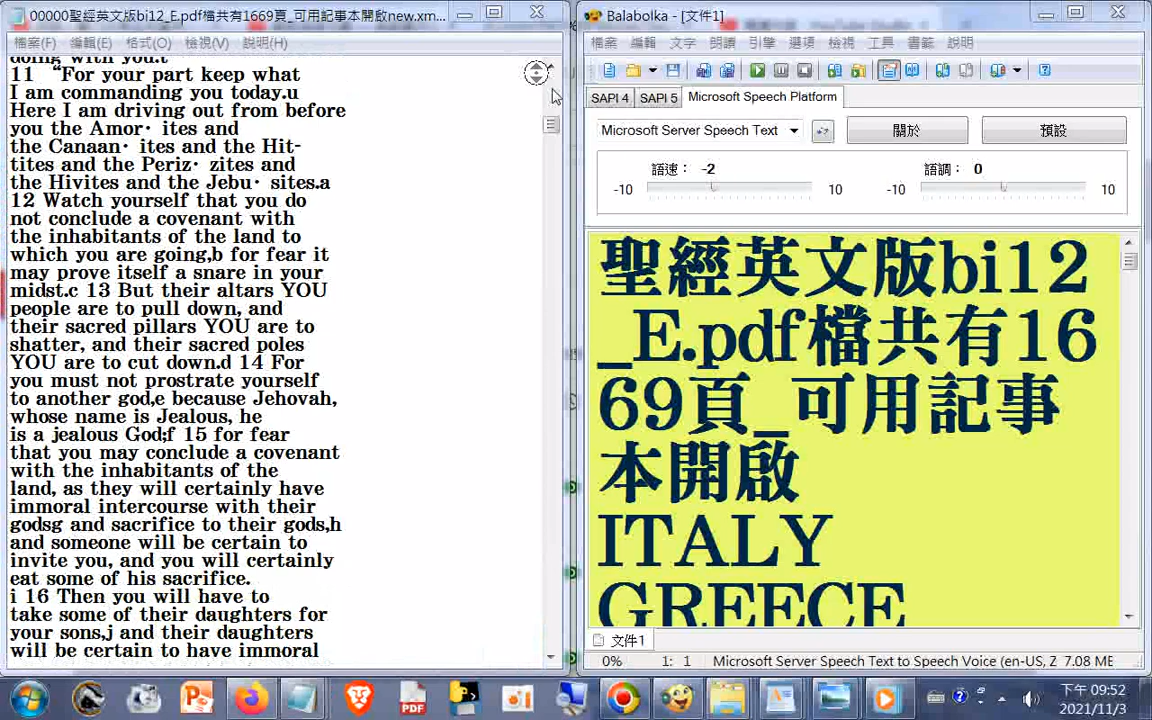 00000聖經英文版bi12_E.pdf檔共有1669頁_可用記事本開啟new.xm...
檔案(F) 編輯(E) 格式(O) 檢視(V) 說明(H)
doing with you.t
11 “For your part keep what
I am commanding you today.u
Here I am driving out from before
you the Amor· ites and
the Canaan· ites and the Hit-
tites and the Periz· zites and
the Hivites and the Jebu· sites.a
12 Watch yourself that you do
not conclude a covenant with
the inhabitants of the land to
which you are going,b for fear it
may prove itself a snare in your
midst.c 13 But their altars YOU
people are to pull down, and
their sacred pillars YOU are to
shatter, and their sacred poles
YOU are to cut down.d 14 For
you must not prostrate yourself
to another god,e because Jehovah,
whose name is Jealous, he
is a jealous God;f 15 for fear
that you may conclude a covenant
with the inhabitants of the
land, as they will certainly have
immoral intercourse with their
godsg and sacrifice to their gods,h
and someone will be certain to
invite you, and you will certainly
eat some of his sacrifice.
i 16 Then you will have to
take some of their daughters for
your sons,j and their daughters
will be certain to have immoral
Balabolka - [文件1]
檔案 編輯 文字 朗讀 引擎 選項 檢視 工具 書籤 說明
SAPI 4 SAPI 5 Microsoft Speech Platform
Microsoft Server Speech Text 關於 預設
語速： -2 語調： 0
-10 10 -10 10
聖經英文版bi12
_E.pdf檔共有16
69頁_可用記事
本開啟
ITALY
GREECE
文件1
0% 1: 1 Microsoft Server Speech Text to Speech Voice (en-US, Z 7.08 ME
PDF
下午 09:52
2021/11/3